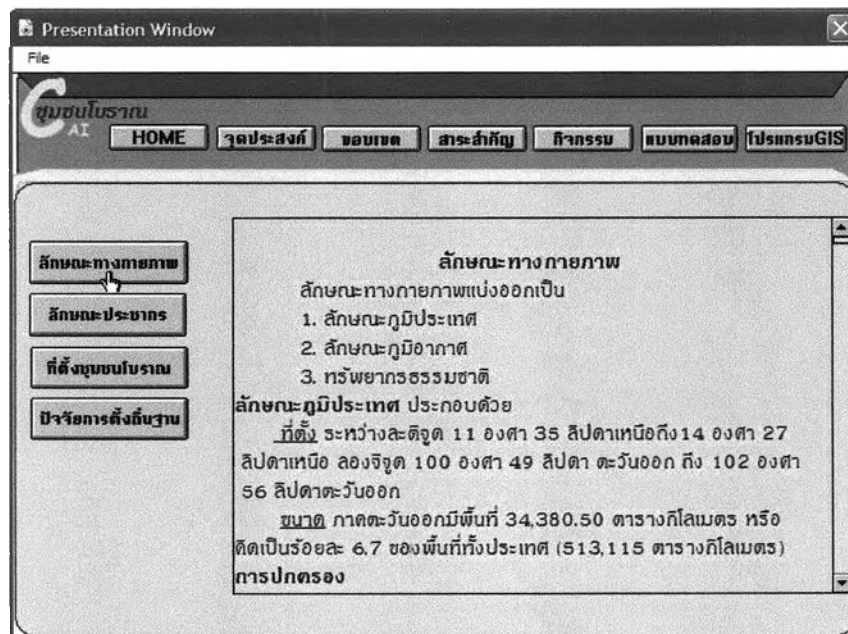 Presentation Window
File
ชุมชนโบราณ
CAI
HOME จุดประสงค์ ขอบเขต สาระสำคัญ กิจกรรม แบบทดสอบ โปรแกรมGIS
ลักษณะทางกายภาพ
ลักษณะประชากร
ที่ตั้งชุมชนโบราณ
ปัจจัยการตั้งถิ่นฐาน
ลักษณะทางกายภาพ
ลักษณะทางกายภาพแบ่งออกเป็น
1. ลักษณะภูมิประเทศ
2. ลักษณะภูมิอากาศ
3. ทรัพยากรธรรมชาติ
ลักษณะภูมิประเทศ ประกอบด้วย
ที่ตั้ง ระหว่างละติจูด 11 องศา 35 ลิปดาเหนือถึง14 องศา 27
ลิปดาเหนือ ลองจิจูด 100 องศา 49 ลิปดา ตะวันออก ถึง 102 องศา
56 ลิปดาตะวันออก
ขนาด ภาคตะวันออกมีพื้นที่ 34,380.50 ตารางกิโลเมตร หรือ
คิดเป็นร้อยละ 6.7 ของพื้นที่ทั้งประเทศ (513,115 ตารางกิโลเมตร)
การปกครอง